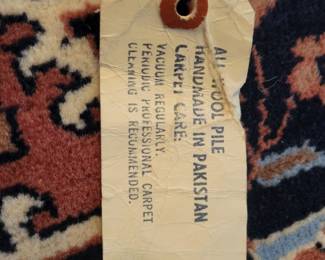 ALL WOOL PILE
HANDMADE IN PAKISTAN
CARPET CARE:
VACUUM REGULARLY.
PERIODIC PROFESSIONAL CARPET
CLEANING IS RECOMMENDED.